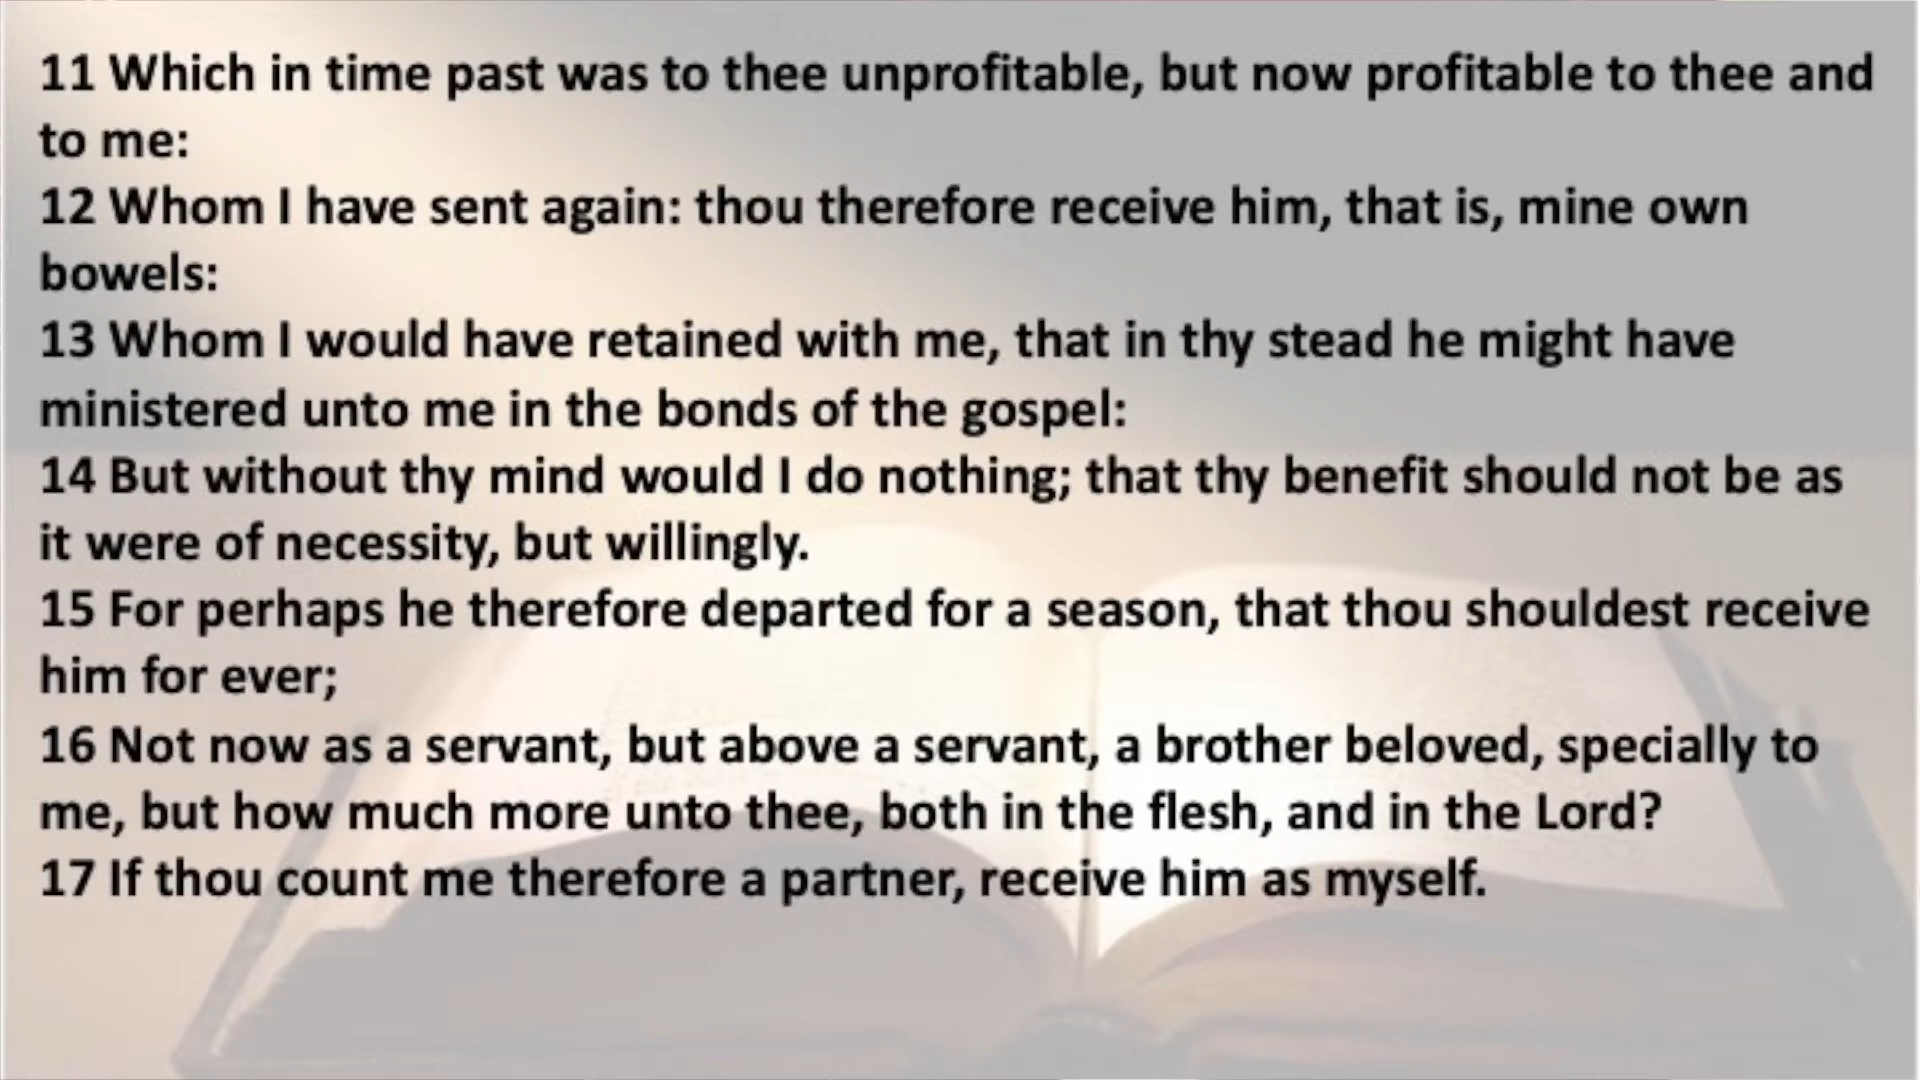 11 Which in time past was to thee unprofitable, but now profitable to thee and
to me:
12 Whom I have sent again: thou therefore receive him, that is, mine own
bowels:
13 Whom I would have retained with me, that in thy stead he might have
ministered unto me in the bonds of the gospel:
14 But without thy mind would I do nothing; that thy benefit should not be as
it were of necessity, but willingly.
15 For perhaps he therefore departed for a season, that thou shouldest receive
him for ever;
16 Not now as a servant, but above a servant, a brother beloved, specially to
me, but how much more unto thee, both in the flesh, and in the Lord?
17 If thou count me therefore a partner, receive him as myself.